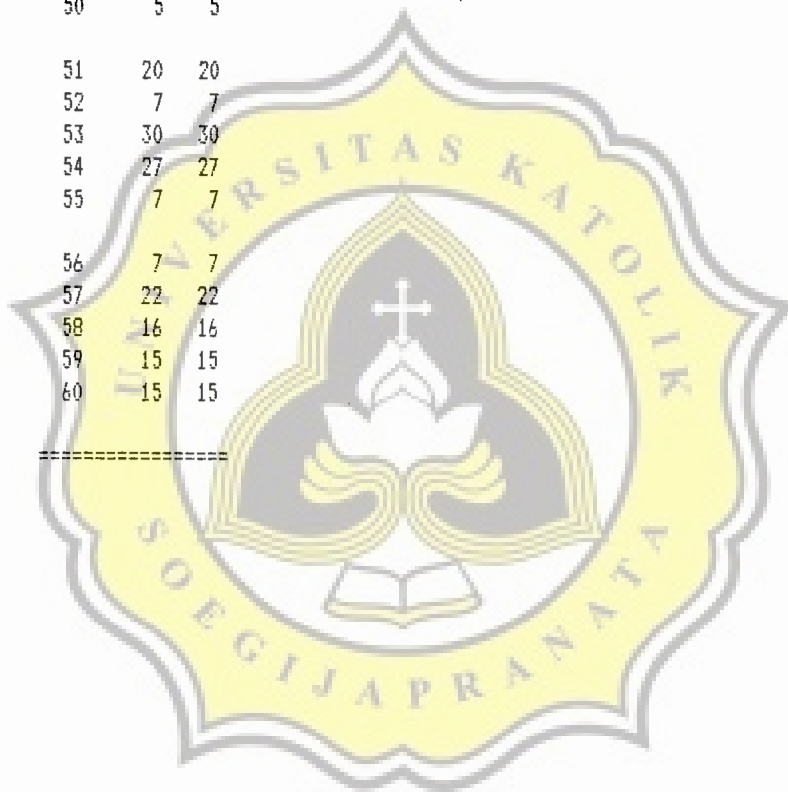 50 5 5
51 20 20
52 7 7
53 30 30
54 27 27
55 7 7
56 7 7
57 22 22
58 16 16
59 15 15
60 15 15
=================
UNIVERSITAS KATOLIK
SOEGIJAPRANATA